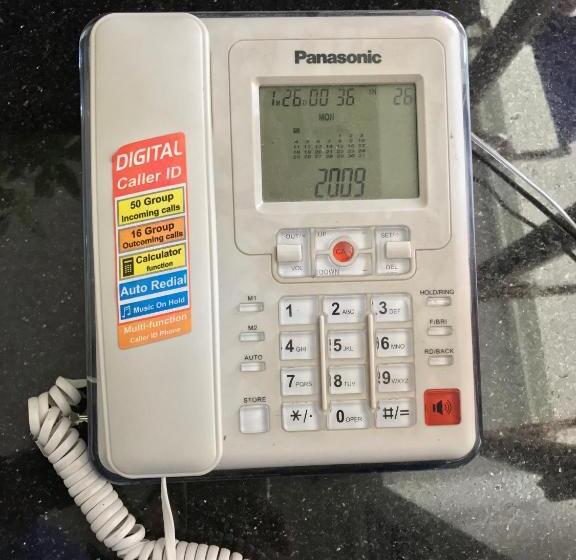 Panasonic
1M 26D 00 36 IN 26
MON
2009
DIGITAL
Caller ID
50 Group
Incoming calls
16 Group
Outcoming calls
Calculator
function
Auto Redial
Music On Hold
Multi-function
Caller ID Phone
OUT/
UP
SET/
VOL
DOWN
DEL
M1
M2
AUTO
STORE
1
2 ABC
3 DEF
4 GHI
5 JKL
6 MNO
7 PQRS
8 TUV
9 WXYZ
*/·
0 OPER
#/=
HOLD/RING
F/BRI
RD/BACK